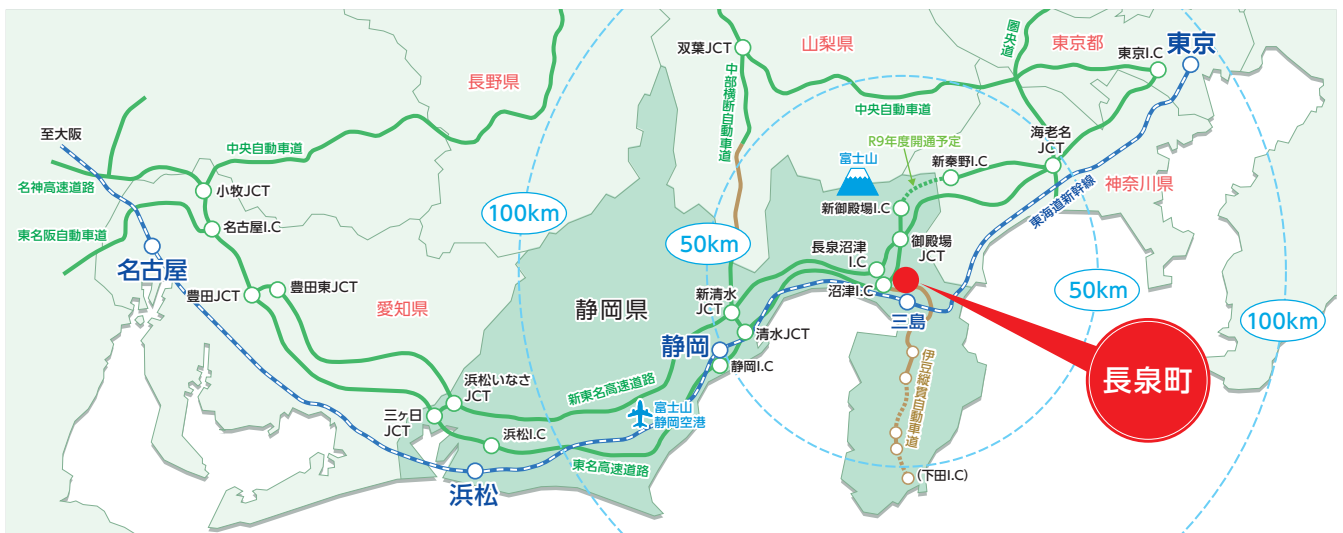 東京
圏央道
山梨県
東京都
双葉JCT
東京I.C
長野県
中部横断自動車道
中央自動車道
至大阪
海老名
JCT
R9年度開通予定
中央自動車道
富士山
新秦野I.C
名神高速道路
小牧JCT
神奈川県
東海道新幹線
100km
新御殿場I.C
東名阪自動車道
名古屋I.C
50km
長泉沼津
I.C
御殿場
JCT
名古屋
豊田JCT
豊田東JCT
愛知県
静岡県
新清水
JCT
沼津I.C
50km
三島
100km
清水JCT
静岡
静岡I.C
伊豆縦貫自動車道
長泉町
浜松いなさ
JCT
新東名高速道路
三ヶ日
JCT
富士山
静岡空港
浜松I.C
東名高速道路
浜松
(下田I.C)